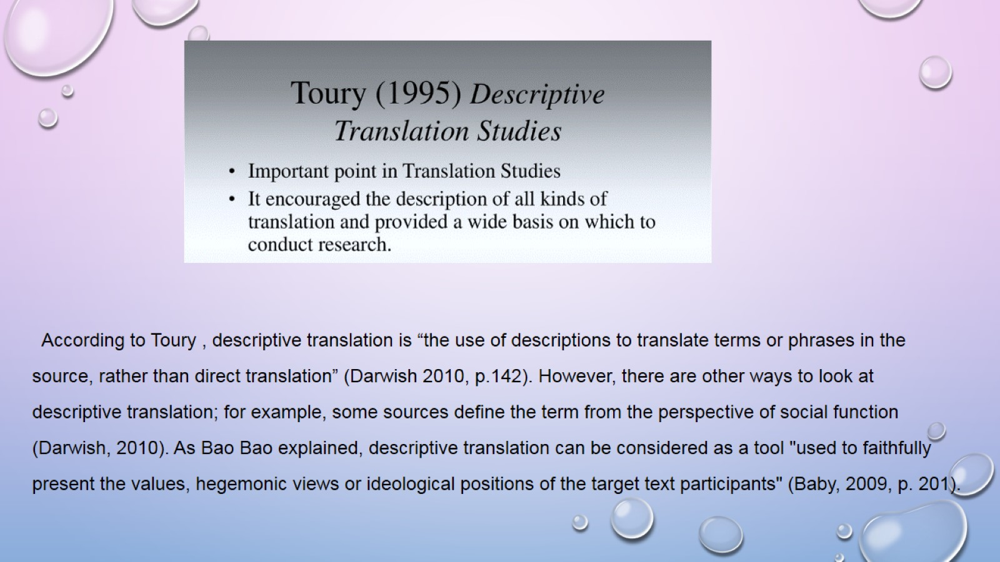 Toury (1995) Descriptive
Translation Studies
• Important point in Translation Studies
• It encouraged the description of all kinds of
translation and provided a wide basis on which to
conduct research.
According to Toury , descriptive translation is “the use of descriptions to translate terms or phrases in the
source, rather than direct translation” (Darwish 2010, p.142). However, there are other ways to look at
descriptive translation; for example, some sources define the term from the perspective of social function
(Darwish, 2010). As Bao Bao explained, descriptive translation can be considered as a tool "used to faithfully
present the values, hegemonic views or ideological positions of the target text participants" (Baby, 2009, p. 201).